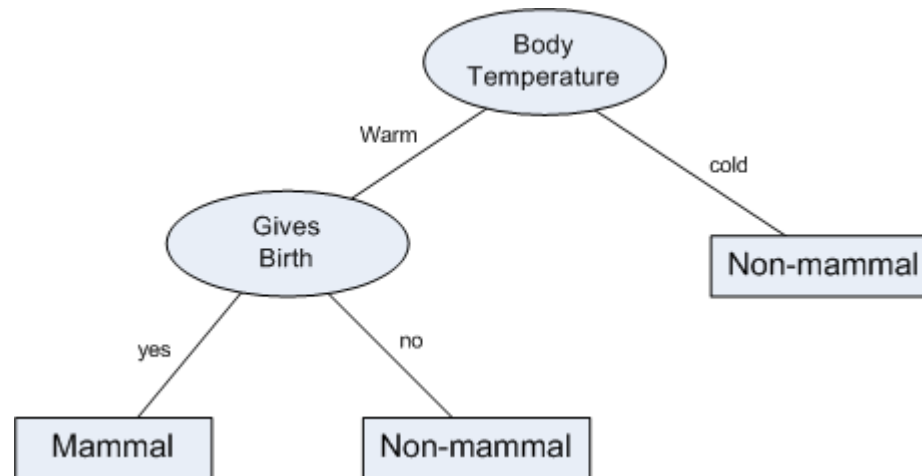 Body
Temperature
Warm
cold
Gives
Birth
Non-mammal
yes
no
Mammal
Non-mammal